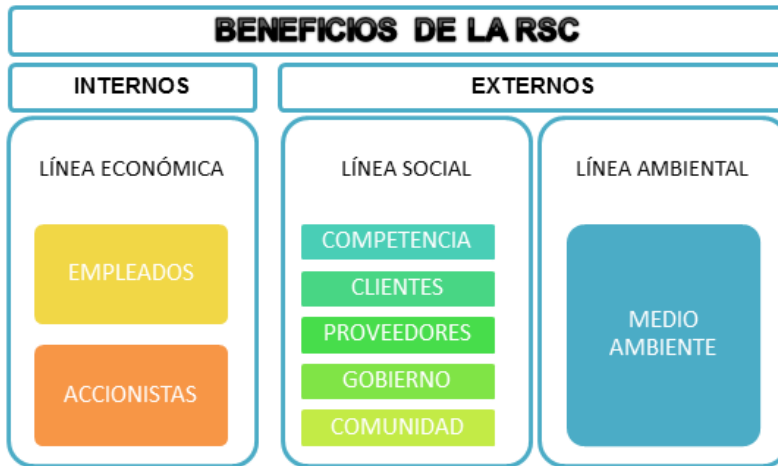 BENEFICIOS DE LA RSC
INTERNOS
EXTERNOS
LÍNEA ECONÓMICA
EMPLEADOS
ACCIONISTAS
LÍNEA SOCIAL
COMPETENCIA
CLIENTES
PROVEEDORES
GOBIERNO
COMUNIDAD
LÍNEA AMBIENTAL
MEDIO
AMBIENTE